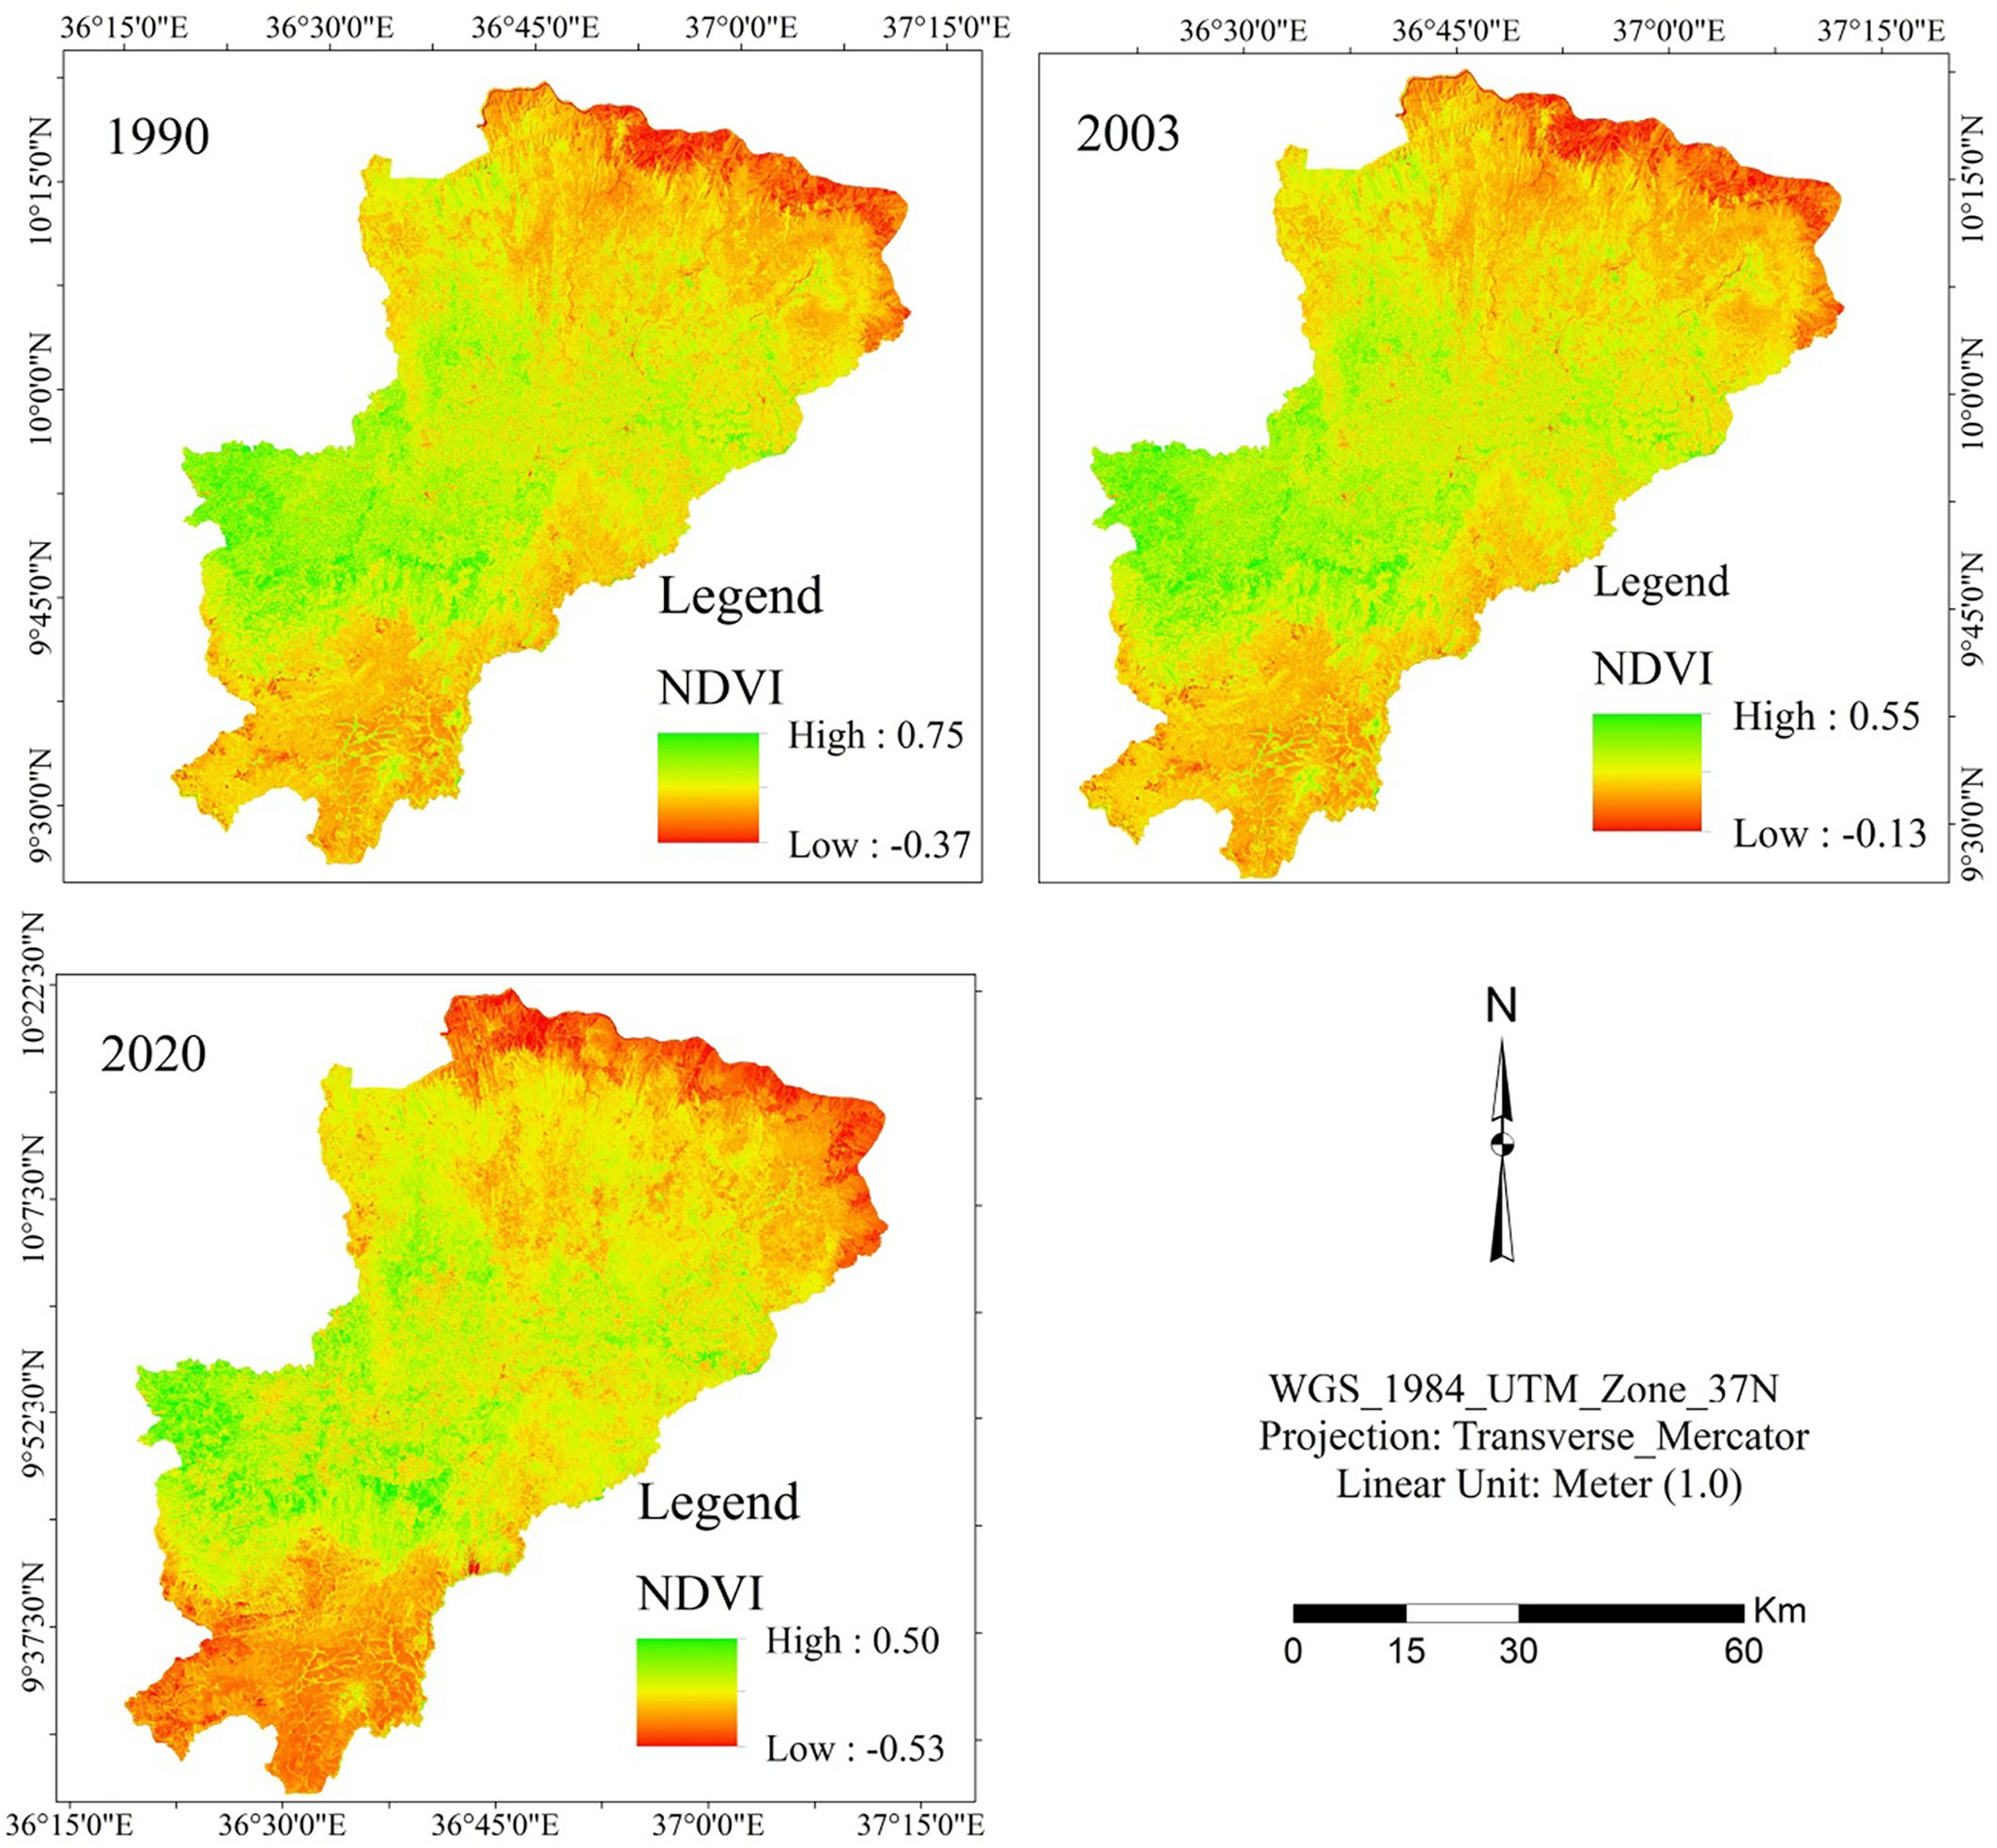 36°15'0"E 36°30'0"E 36°45'0"E 37°0'0"E 37°15'0"E
1990
10°15'0"N
10°0'0"N
9°45'0"N
9°30'0"N
Legend
NDVI
High : 0.75
Low : -0.37
36°30'0"E 36°45'0"E 37°0'0"E 37°15'0"E
2003
10°15'0"N
10°0'0"N
9°45'0"N
9°30'0"N
Legend
NDVI
High : 0.55
Low : -0.13
2020
10°22'30"N
10°7'30"N
9°52'30"N
9°37'30"N
Legend
NDVI
High : 0.50
Low : -0.53
36°15'0"E 36°30'0"E 36°45'0"E 37°0'0"E 37°15'0"E
N
WGS_1984_UTM_Zone_37N
Projection: Transverse_Mercator
Linear Unit: Meter (1.0)
Km
0 15 30 60